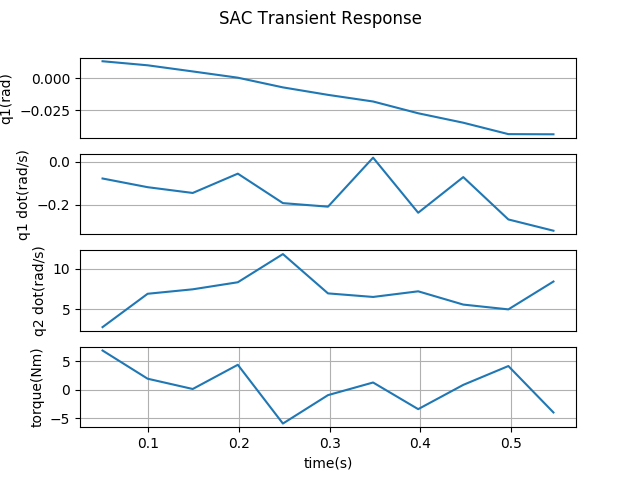 SAC Transient Response
q1(rad)
0.000
−0.025
q1 dot(rad/s)
0.0
−0.2
q2 dot(rad/s)
10
5
torque(Nm)
5
0
−5
0.1 0.2 0.3 0.4 0.5
time(s)